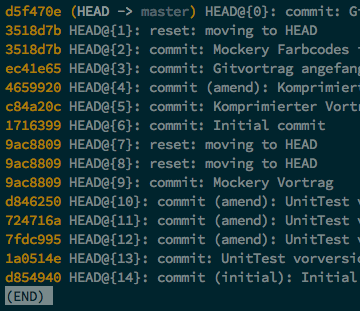 d5f470e (HEAD -> master) HEAD@{0}: commit:
3518d7b HEAD@{1}: reset: moving to HEAD
3518d7b HEAD@{2}: commit: Mockery Farbcodes
ec41e65 HEAD@{3}: commit: Gitvortrag angefan
4659920 HEAD@{4}: commit (amend): Komprimier
c84a20c HEAD@{5}: commit: Komprimierter Vort
1716399 HEAD@{6}: commit: Initial commit
9ac8809 HEAD@{7}: reset: moving to HEAD
9ac8809 HEAD@{8}: reset: moving to HEAD
9ac8809 HEAD@{9}: commit: Mockery Vortrag
d846250 HEAD@{10}: commit (amend): UnitTest v
724716a HEAD@{11}: commit (amend): UnitTest v
7fdc995 HEAD@{12}: commit (amend): UnitTest v
1a0514e HEAD@{13}: commit: UnitTest vorversio
d854940 HEAD@{14}: commit (initial): Initial
(END)